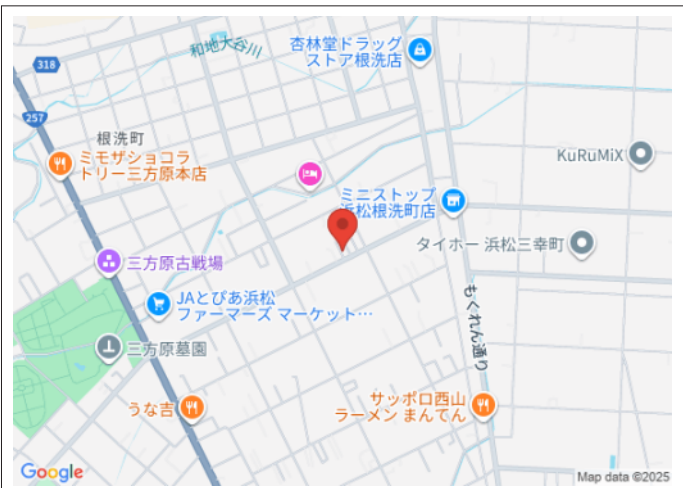 和地大谷川
杏林堂ドラッグ
ストア根洗店
318
257
根洗町
ミモザショコラ
トリー三方原本店
KuRuMiX
ミニストップ
浜松根洗町店
タイホー 浜松三幸町
三方原古戦場
JAとぴあ浜松
ファーマーズ マーケット…
もくれん通り
三方原墓園
うな吉
サッポロ西山
ラーメン まんてん
Google
Map data ©2025